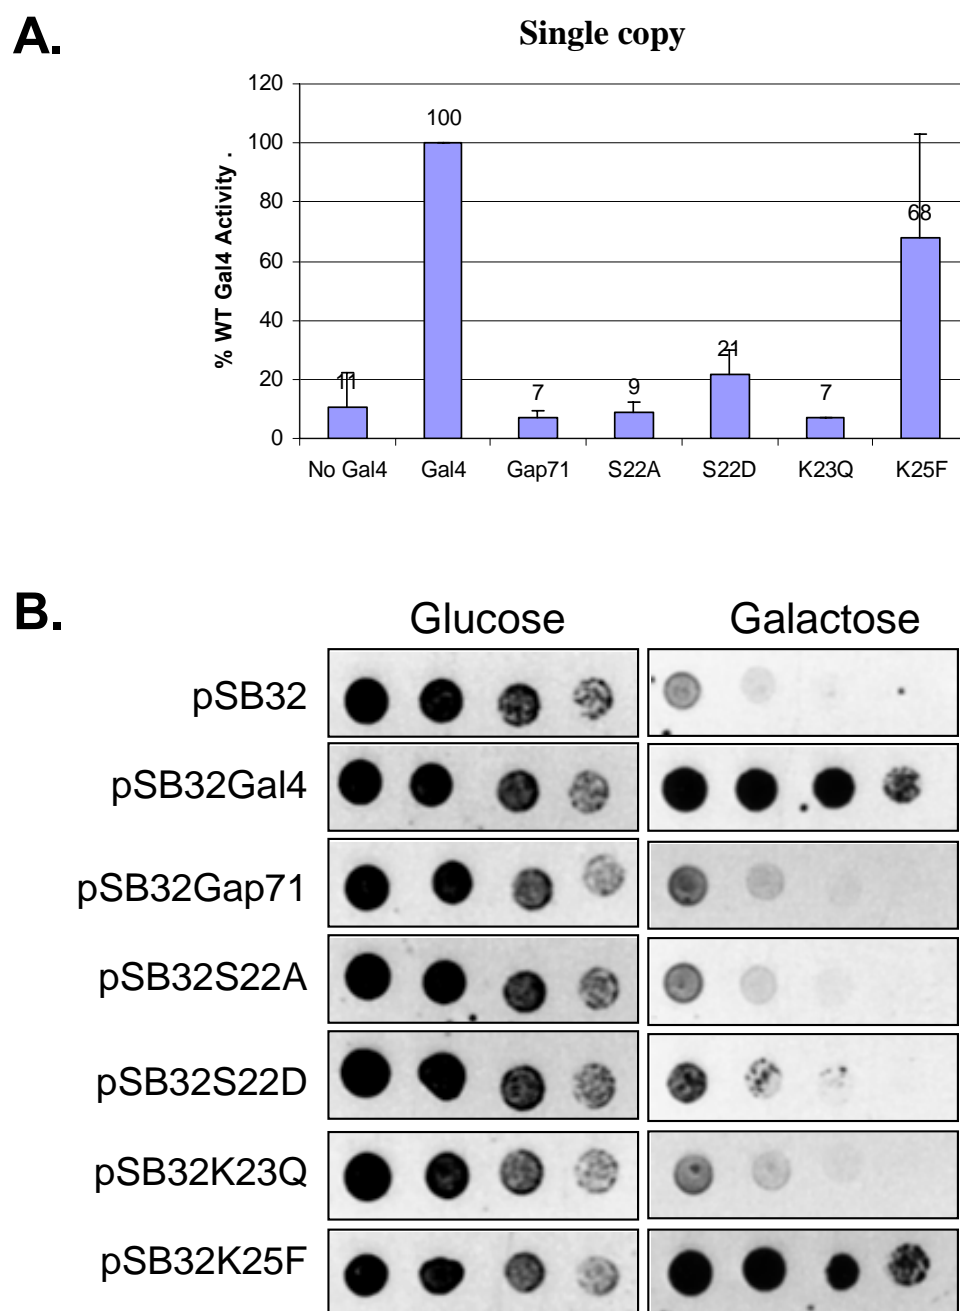 A.
Single copy
% WT Gal4 Activity .
120
100
80
60
40
20
0
11
100
7
9
21
7
68
No Gal4 Gal4 Gap71 S22A S22D K23Q K25F
B.
Glucose Galactose
pSB32
pSB32Gal4
pSB32Gap71
pSB32S22A
pSB32S22D
pSB32K23Q
pSB32K25F